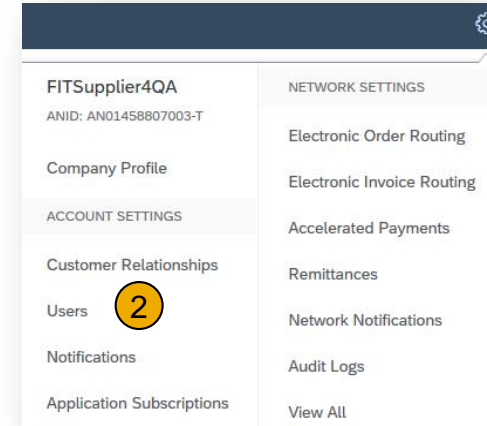 FITSupplier4QA
ANID: AN01458807003-T
Company Profile
ACCOUNT SETTINGS
Customer Relationships
Users
2
Notifications
Application Subscriptions
NETWORK SETTINGS
Electronic Order Routing
Electronic Invoice Routing
Accelerated Payments
Remittances
Network Notifications
Audit Logs
View All